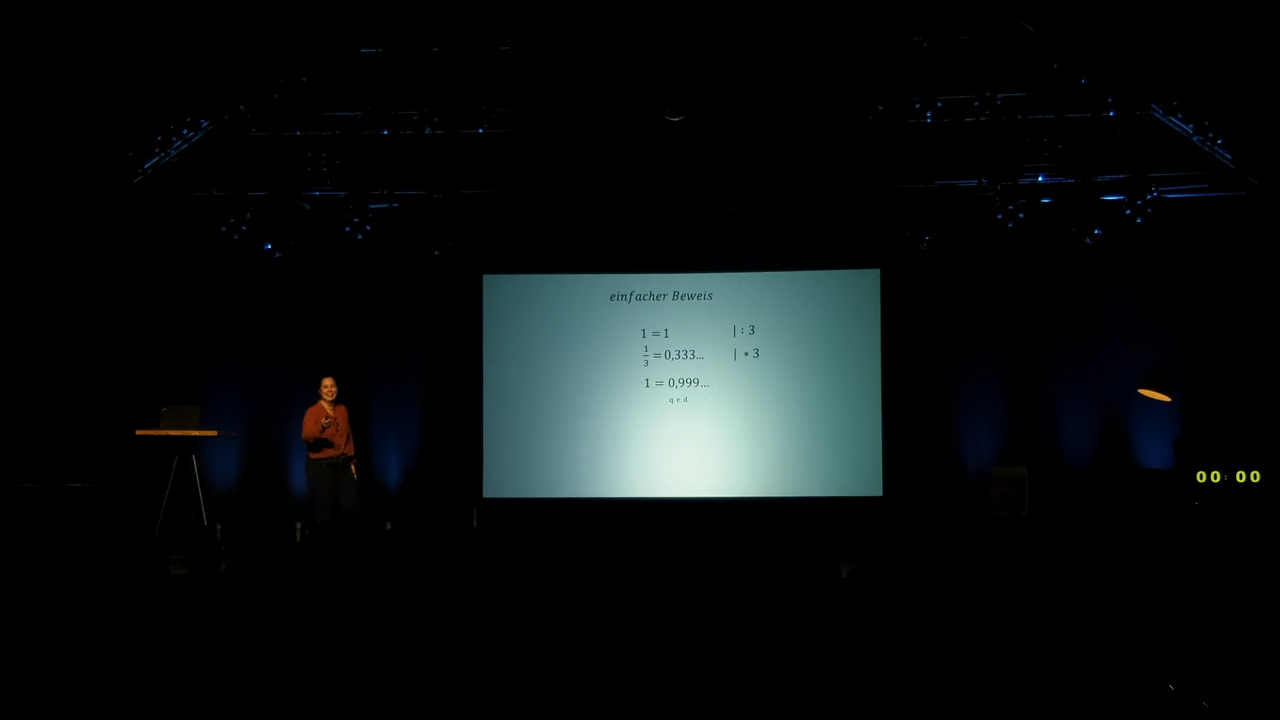 einfacher Beweis
1 = 1 | : 3
1/3 = 0,333... | * 3
1 = 0,999...
q. e. d
00:00